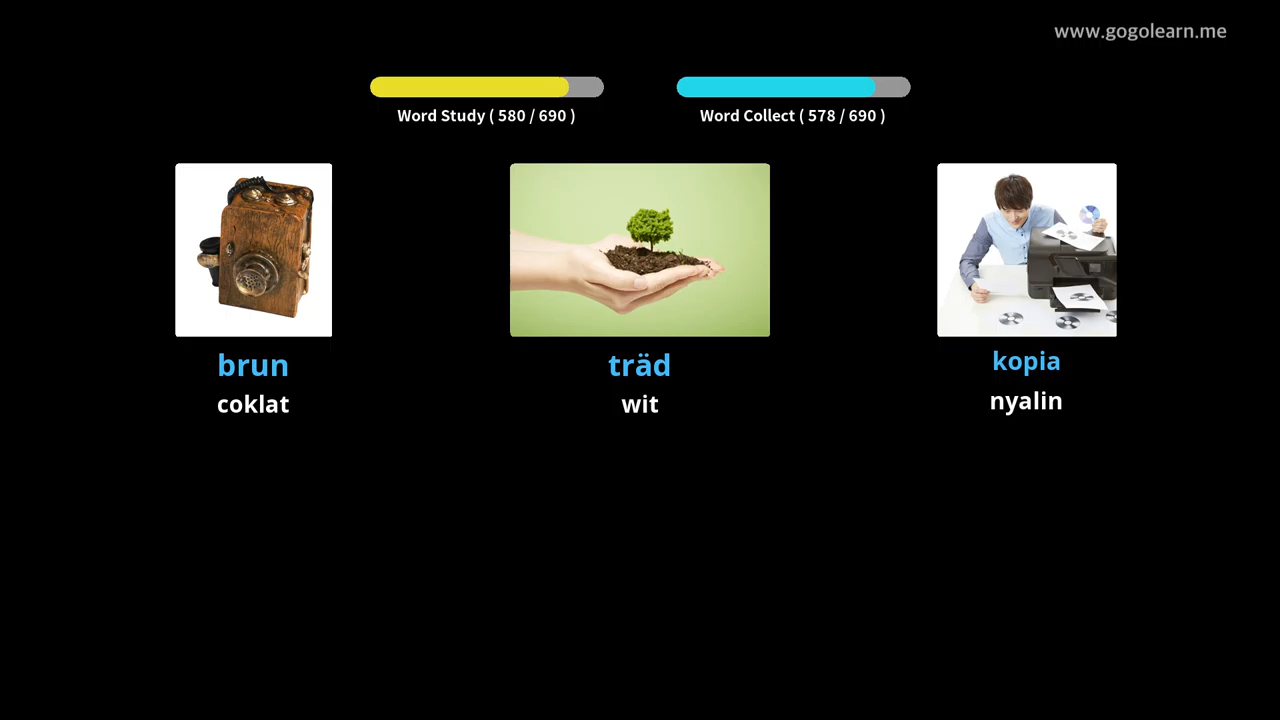 www.gogolearn.me
Word Study ( 580 / 690 )
Word Collect ( 578 / 690 )
brun
coklat
träd
wit
kopia
nyalin